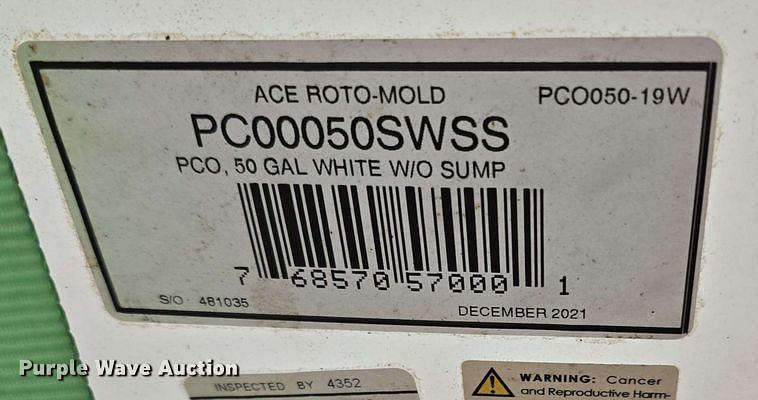 ACE ROTO-MOLD PCO050-19W
PC00050SWSS
PCO, 50 GAL WHITE W/O SUMP
7 68570 57000 1
S/O 481035 DECEMBER 2021
Purple Wave Auction
INSPECTED BY 4352
WARNING: Cancer
and Reproductive Harm-